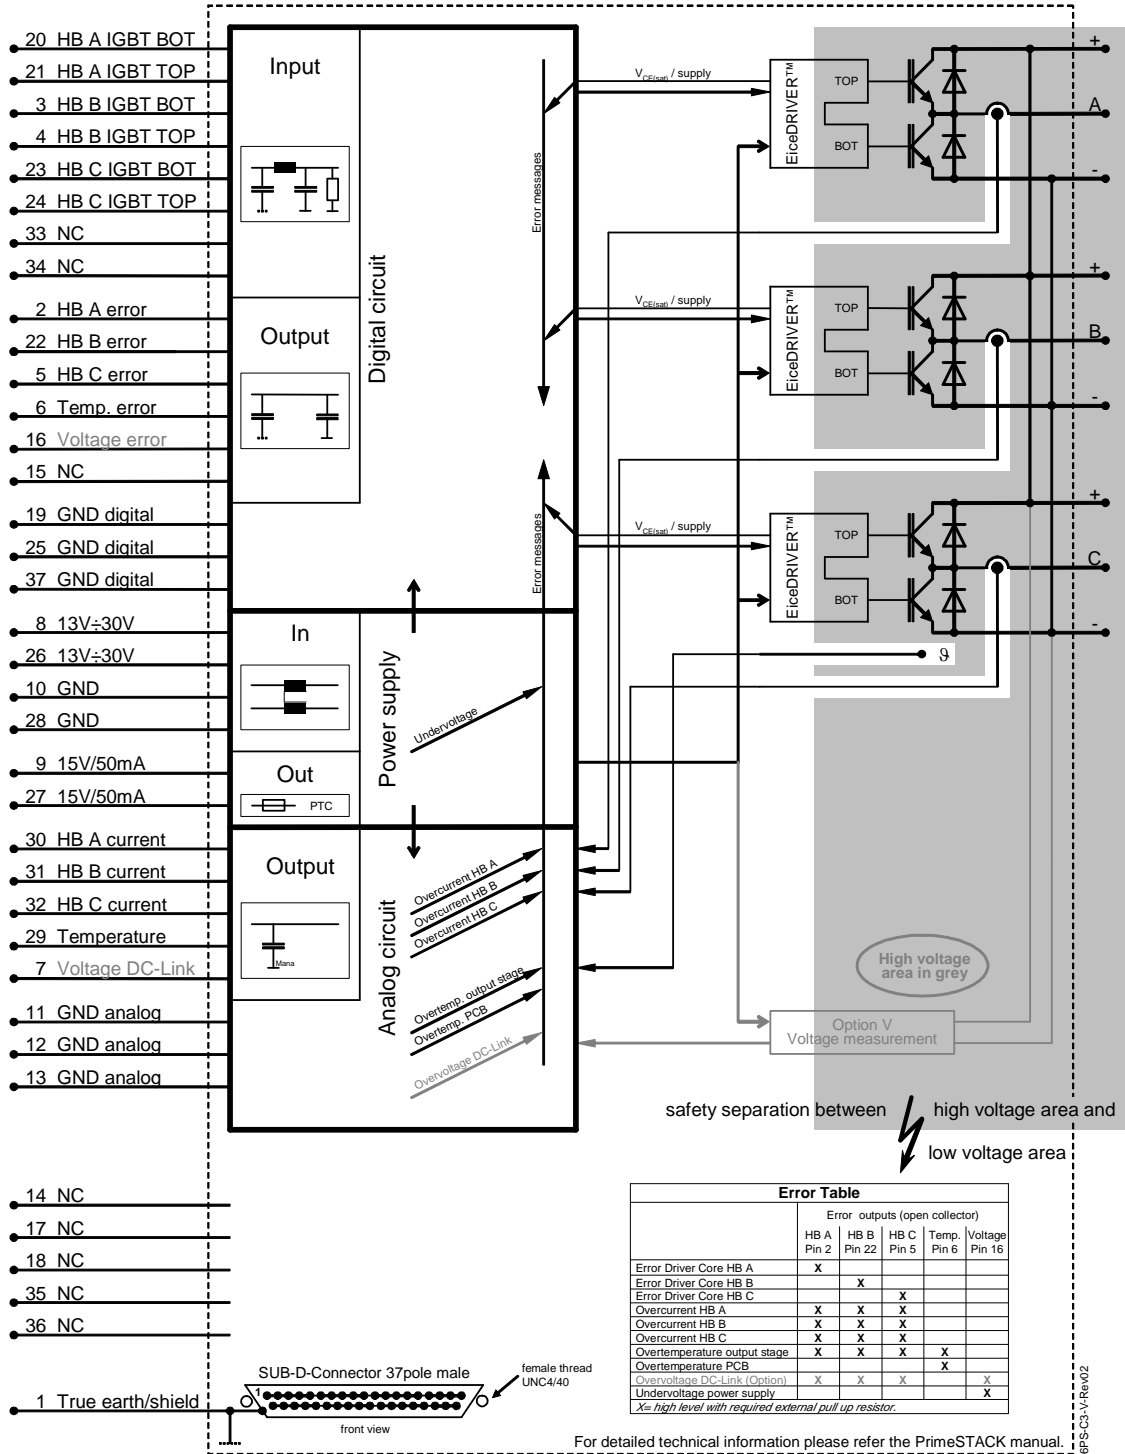 20 HB A IGBT BOT
21 HB A IGBT TOP
3 HB B IGBT BOT
4 HB B IGBT TOP
23 HB C IGBT BOT
24 HB C IGBT TOP
33 NC
34 NC
2 HB A error
22 HB B error
5 HB C error
6 Temp. error
16 Voltage error
15 NC
19 GND digital
25 GND digital
37 GND digital
8 13V÷30V
26 13V÷30V
10 GND
28 GND
9 15V/50mA
27 15V/50mA
30 HB A current
31 HB B current
32 HB C current
29 Temperature
7 Voltage DC-Link
11 GND analog
12 GND analog
13 GND analog
14 NC
17 NC
18 NC
35 NC
36 NC
1 True earth/shield
Input
Output
Digital circuit
Error messages
Error messages
In
Power supply
Undervoltage
Out
PTC
Output
Mana
Analog circuit
Overcurrent HB A
Overcurrent HB B
Overcurrent HB C
Overtemp. output stage
Overtemp. PCB
Overvoltage DC-Link
VCE(sat) / supply
EiceDRIVER™
TOP
BOT
+
A
-
VCE(sat) / supply
EiceDRIVER™
TOP
BOT
+
B
-
VCE(sat) / supply
EiceDRIVER™
TOP
BOT
+
C
-
ϑ
High voltage
area in grey
Option V
Voltage measurement
safety separation between high voltage area and
low voltage area
Error Table
Error outputs (open collector)
HB A HB B HB C Temp. Voltage
Pin 2 Pin 22 Pin 5 Pin 6 Pin 16
Error Driver Core HB A X
Error Driver Core HB B X
Error Driver Core HB C X
Overcurrent HB A X X X
Overcurrent HB B X X X
Overcurrent HB C X X X
Overtemperature output stage X X X X
Overtemperature PCB X
Overvoltage DC-Link (Option) X X X X
Undervoltage power supply X
X= high level with required external pull up resistor.
SUB-D-Connector 37pole male
1
female thread
UNC4/40
front view
For detailed technical information please refer the PrimeSTACK manual.
6PS-C3-V-Rev02